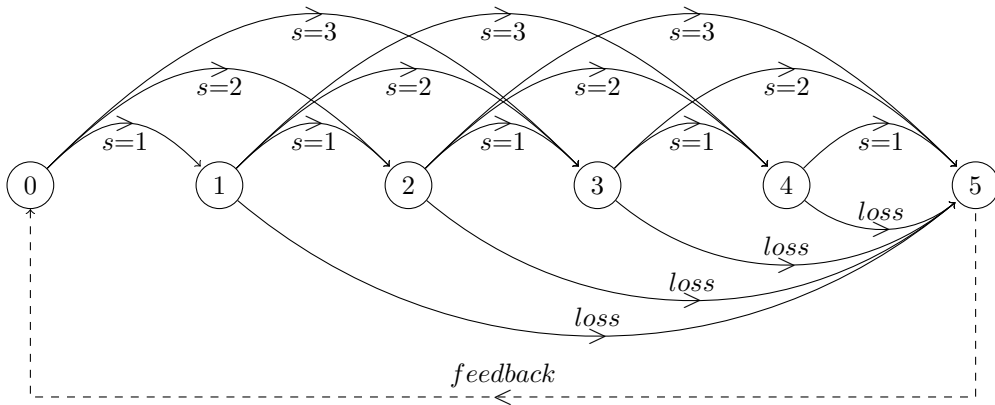 s=3 s=3 s=3
s=2 s=2 s=2 s=2
s=1 s=1 s=1 s=1 s=1
0 1 2 3 4 5
loss
loss
loss
loss
feedback